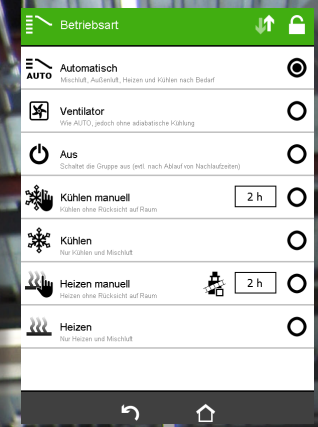 Betriebsart
AUTO
Automatisch
Mischluft, Außenluft, Heizen und Kühlen nach Bedarf
Ventilator
Wie AUTO, jedoch ohne adiabatische Kühlung
Aus
Schaltet die Gruppe aus (evtl. nach Ablauf von Nachlaufzeiten)
Kühlen manuell
2 h
Kühlen ohne Rücksicht auf Raum
Kühlen
Nur Kühlen und Mischluft
Heizen manuell
2 h
Heizen ohne Rücksicht auf Raum
Heizen
Nur Heizen und Mischluft